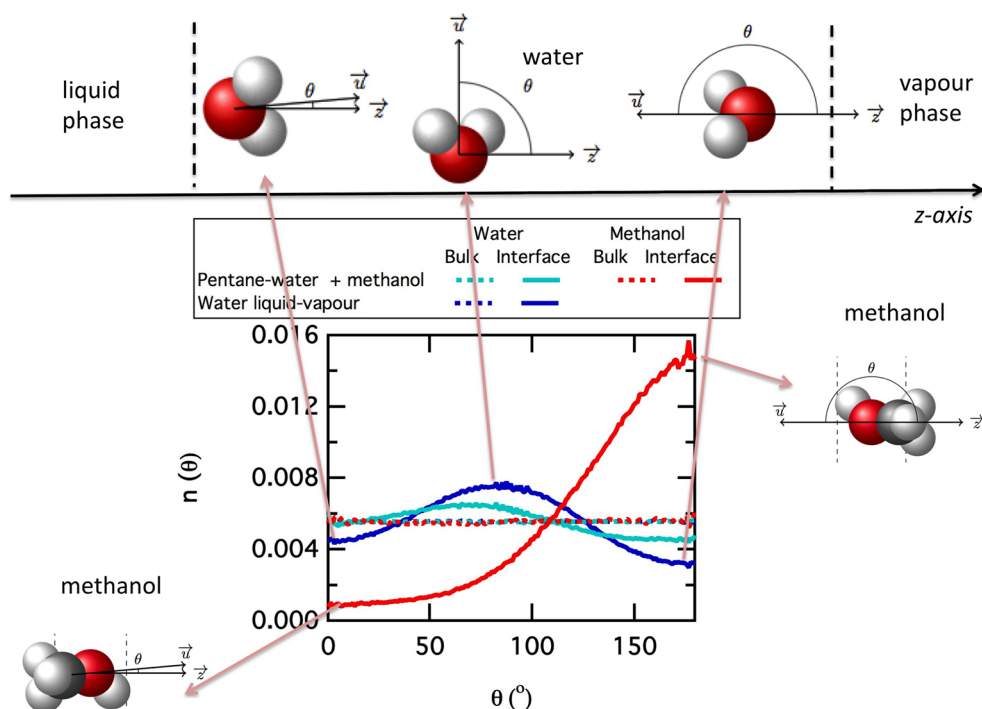 liquid
phase
θ
u
z
u
water
θ
z
θ
u
z
vapour
phase
z-axis
Water Methanol
Bulk Interface Bulk Interface
Pentane-water + methanol
Water liquid-vapour
methanol
θ
u
z
0.016
0.012
0.008
0.004
0.000
n (θ)
0 50 100 150
θ (°)
methanol
θ
u
z